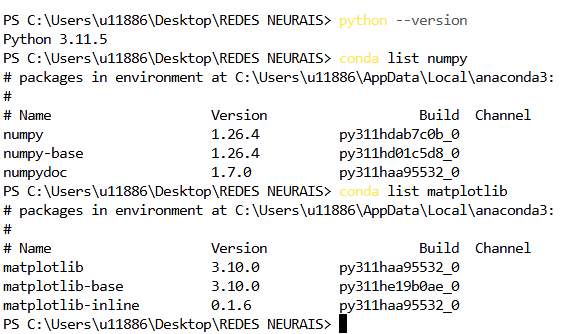 PS C:\Users\u11886\Desktop\REDES NEURAIS> python --version
Python 3.11.5
PS C:\Users\u11886\Desktop\REDES NEURAIS> conda list numpy
# packages in environment at C:\Users\u11886\AppData\Local\anaconda3:
#
# Name                    Version                   Build  Channel
numpy                     1.26.4          py311hdab7c0b_0
numpy-base                1.26.4          py311hd01c5d8_0
numpydoc                  1.7.0           py311haa95532_0
PS C:\Users\u11886\Desktop\REDES NEURAIS> conda list matplotlib
# packages in environment at C:\Users\u11886\AppData\Local\anaconda3:
#
# Name                    Version                   Build  Channel
matplotlib                3.10.0          py311haa95532_0
matplotlib-base           3.10.0          py311he19b0ae_0
matplotlib-inline         0.1.6           py311haa95532_0
PS C:\Users\u11886\Desktop\REDES NEURAIS>